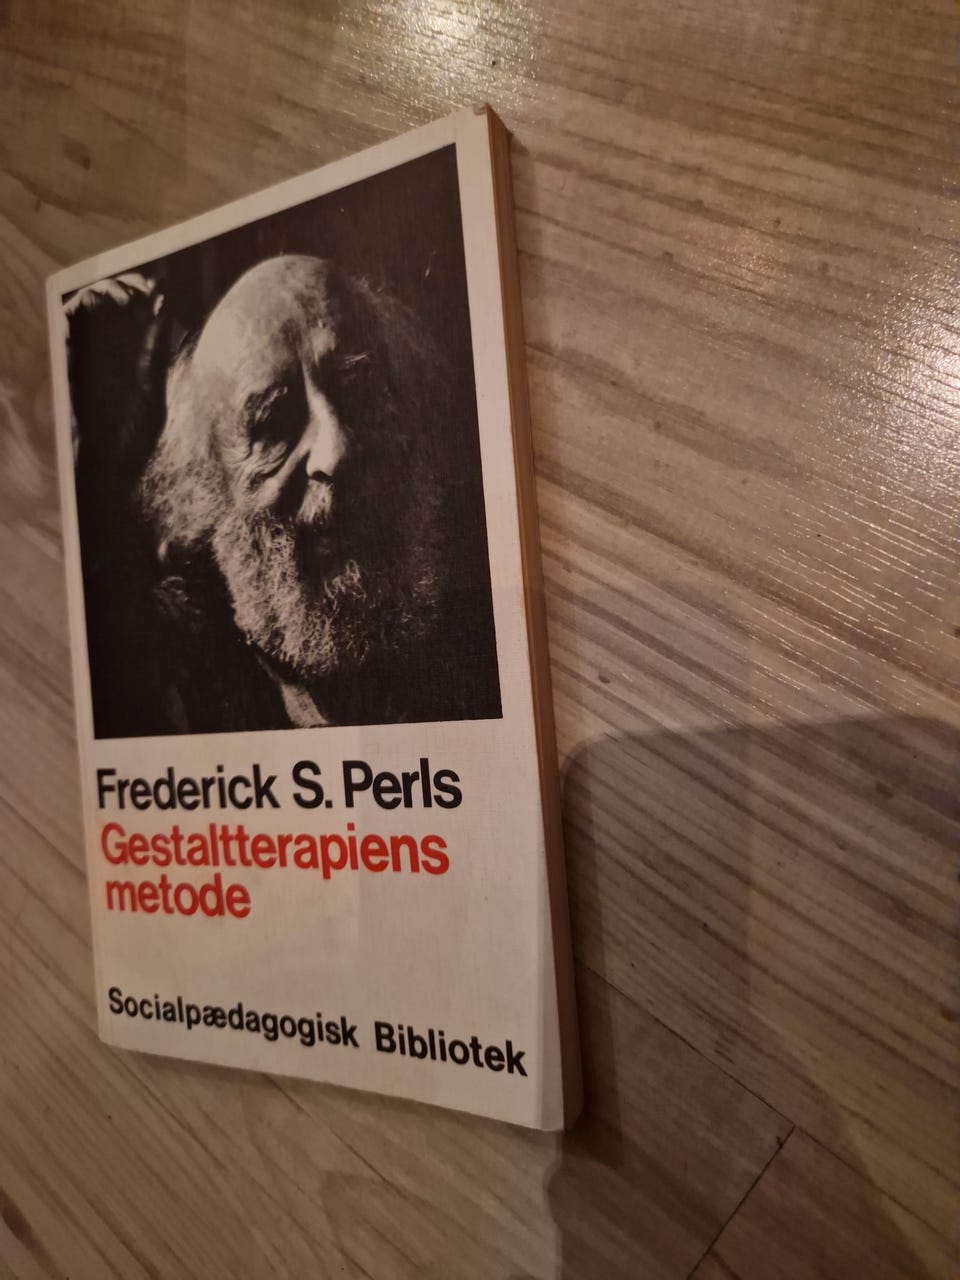 Frederick S. Perls
Gestaltterapiens
metode
Socialpædagogisk Bibliotek